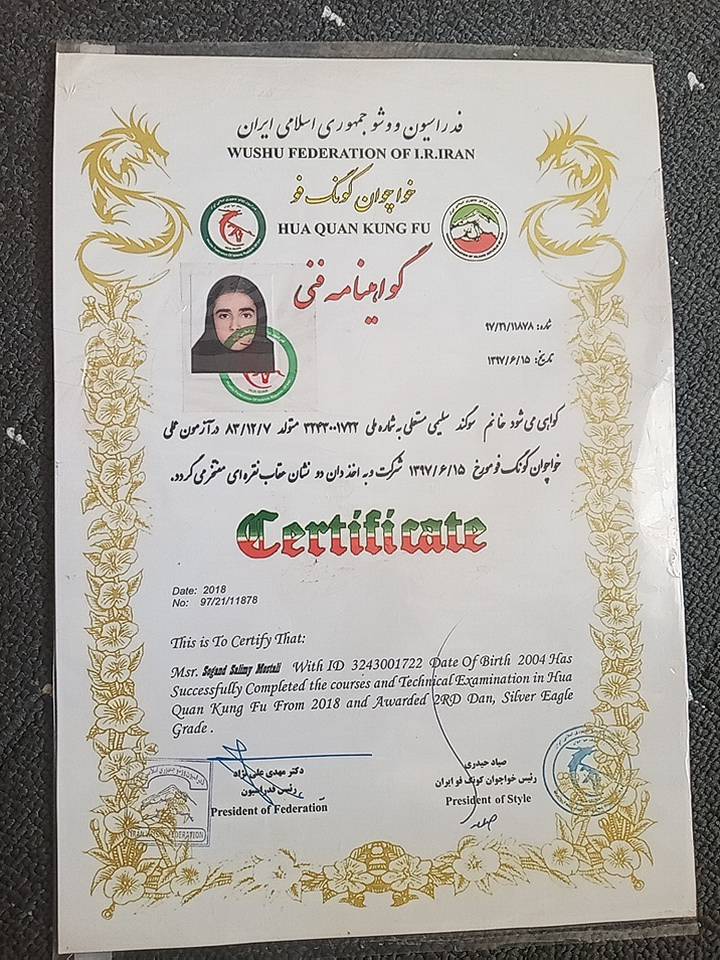 فدراسیون ووشو جمهوری اسلامی ایران
WUSHU FEDERATION OF I.R.IRAN
خواچوان کونگ فو
HUA QUAN KUNG FU
گواهینامه فنی
شماره: ۹۷/۲۱/۱۱۸۷۸
تاریخ: ۱۳۹۷/۶/۱۵
گواهی می شود خانم سوگند سلیمی مستعلی به شماره ملی ۳۲۴۳۰۰۱۷۲۲ متولد ۸۳/۱۲/۷ در آزمون عملی
خواچوان کونگ فو مورخ ۱۳۹۷/۶/۱۵ شرکت و به اخذ دان دو نشان عقاب نقره ای مفتخر می گردد.
Certificate
Date: 2018
No: 97/21/11878
This is To Certify That:
Msr. Sogand Salimy Mostali With ID 3243001722 Date Of Birth 2004 Has
Successfully Completed the courses and Technical Examination in Hua
Quan Kung Fu From 2018 and Awarded 2RD Dan, Silver Eagle
Grade .
دکتر مهدی علی نژاد
رئیس فدراسیون
President of Federation
صیاد حیدری
رئیس خواچوان کونگ فو ایران
President of Style